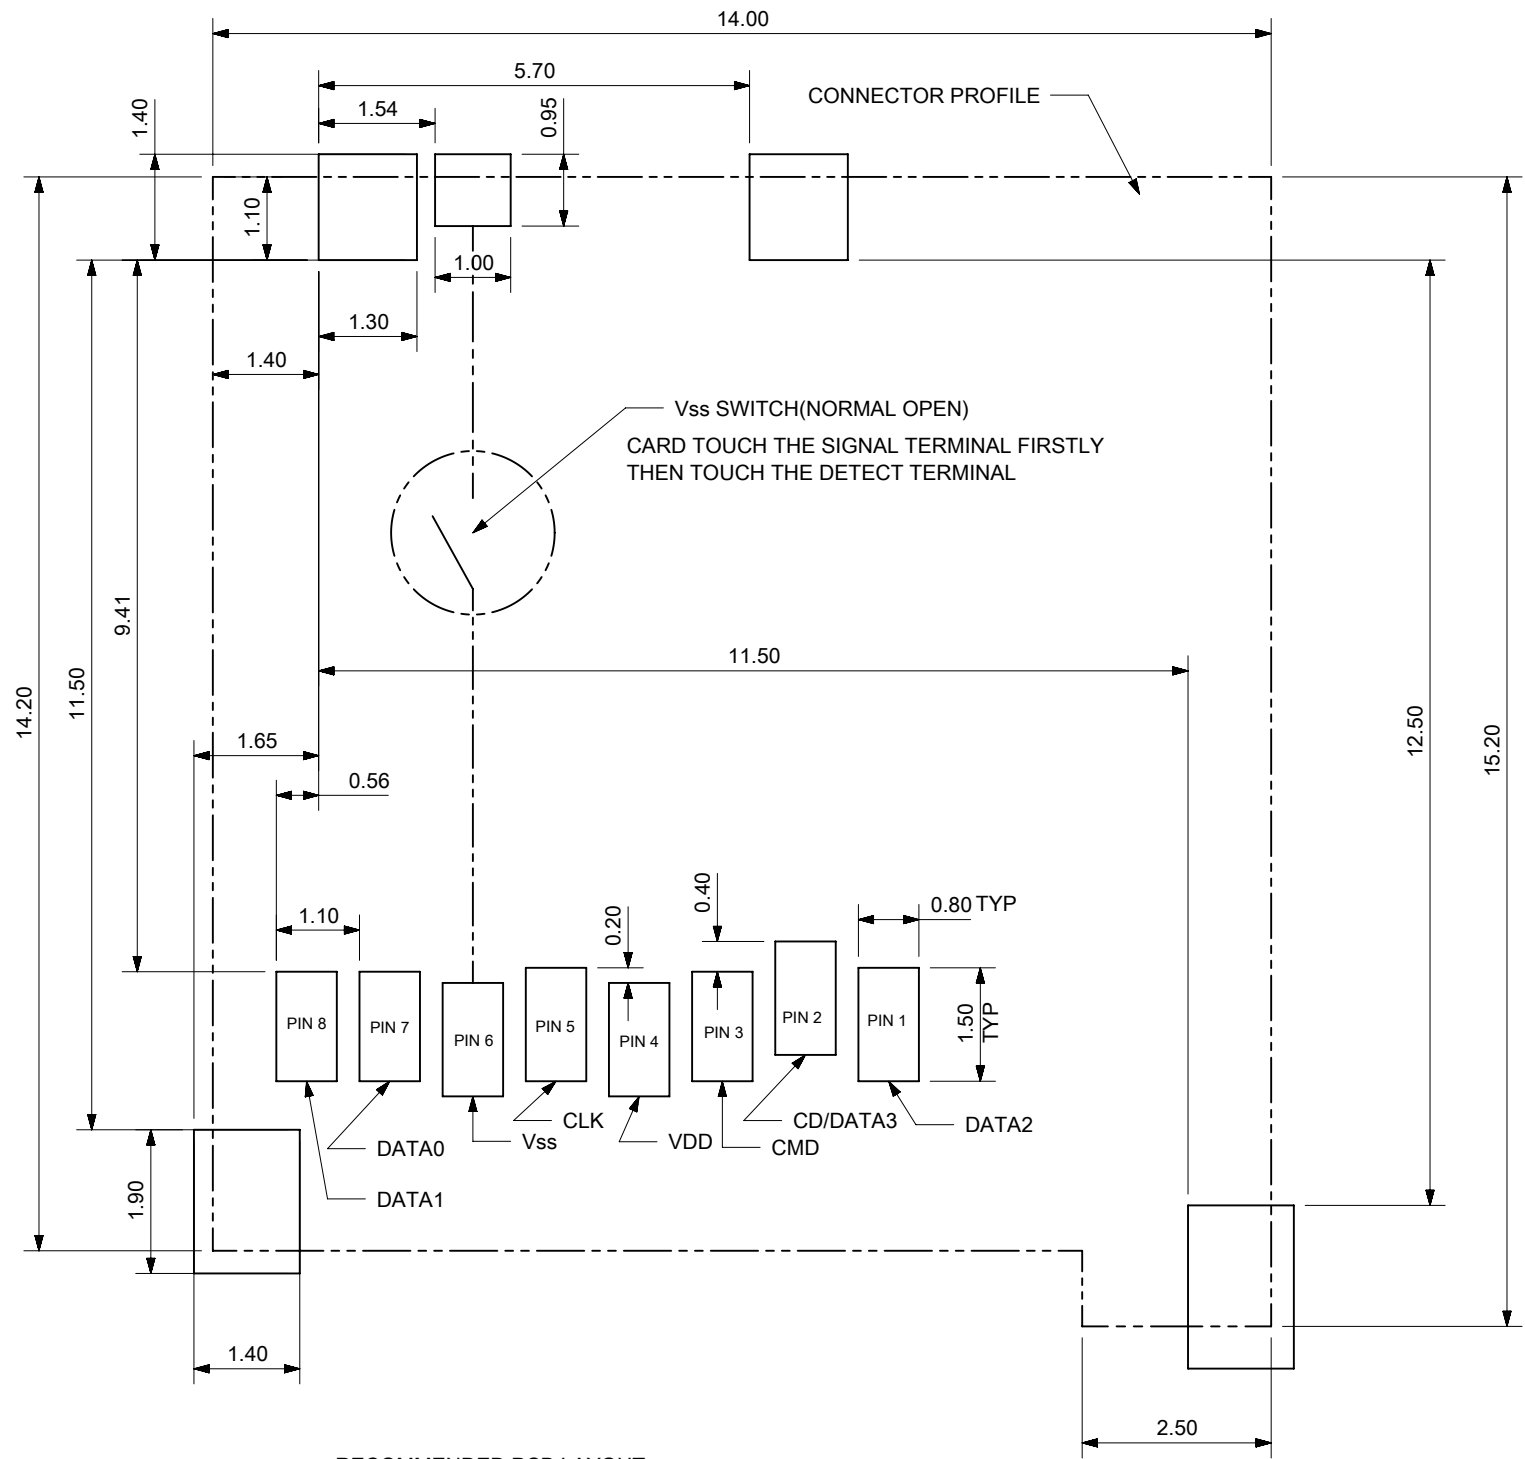 14.00
5.70
CONNECTOR PROFILE
1.54
1.40
0.95
1.10
1.00
1.30
1.40
Vss SWITCH(NORMAL OPEN)
CARD TOUCH THE SIGNAL TERMINAL FIRSTLY
THEN TOUCH THE DETECT TERMINAL
9.41
11.50
14.20
11.50
12.50
15.20
1.65
0.56
0.40
0.20
1.10
0.80 TYP
1.50
TYP
PIN 8
PIN 7
PIN 6
PIN 5
PIN 4
PIN 3
PIN 2
PIN 1
CLK
CD/DATA3
DATA2
DATA0
Vss
VDD
CMD
DATA1
1.90
1.40
2.50
RECOMMENDED PCB LAYOUT